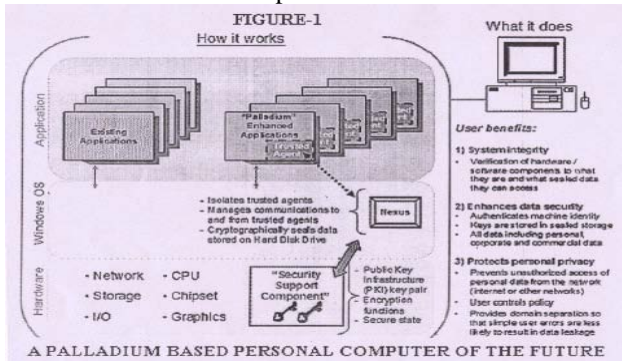 FIGURE-1
How it works
What it does
Application
Existing
Applications
"Palladium"
Enhanced
Applications
Trusted
Agent
Windows OS
- Isolates trusted agents
- Manages communications to
and from trusted agents
- Cryptographically seals data
stored on Hard Disk Drive
Nexus
Hardware
- Network
- Storage
- I/O
- CPU
- Chipset
- Graphics
"Security
Support
Component"
- Public Key
Infrastructure
(PKI) key pair
- Encryption
functions
- Secure state
User benefits:
1) System integrity
• Verification of hardware /
software components to what
they are and what sealed data
they can access
2) Enhances data security
• Authenticates machine identity
• Keys are stored in sealed storage
• All data including personal,
corporate and commercial data
3) Protects personal privacy
• Prevents unauthorized access of
personal data from the network
(internet or other networks)
• User controls policy
• Provides domain separation so
that simple user errors are less
likely to result in data leakage
A PALLADIUM BASED PERSONAL COMPUTER OF THE FUTURE